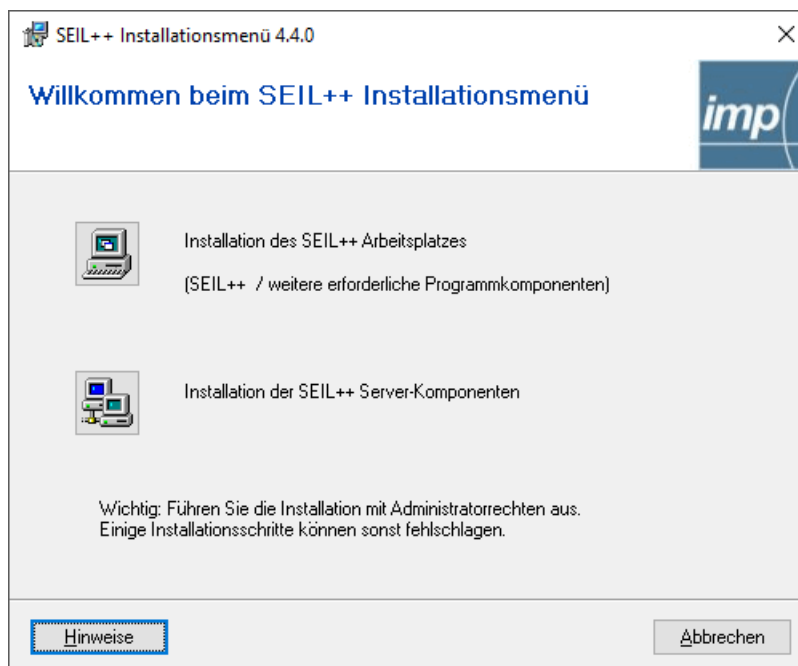 SEIL++ Installationsmenü 4.4.0
Willkommen beim SEIL++ Installationsmenü
imp
Installation des SEIL++ Arbeitsplatzes
(SEIL++ / weitere erforderliche Programmkomponenten)
Installation der SEIL++ Server-Komponenten
Wichtig: Führen Sie die Installation mit Administratorrechten aus.
Einige Installationsschritte können sonst fehlschlagen.
Hinweise
Abbrechen